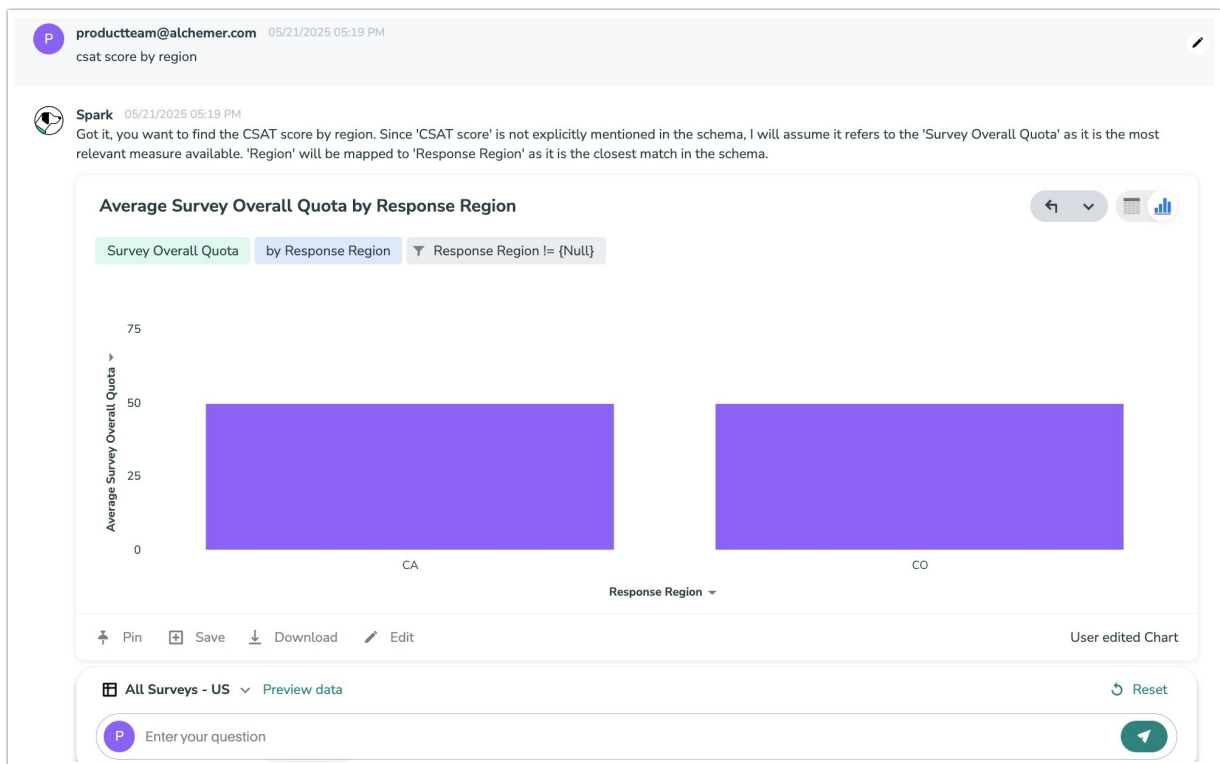 P
productteam@alchemer.com 05/21/2025 05:19 PM
csat score by region
Spark 05/21/2025 05:19 PM
Got it, you want to find the CSAT score by region. Since 'CSAT score' is not explicitly mentioned in the schema, I will assume it refers to the 'Survey Overall Quota' as it is the most
relevant measure available. 'Region' will be mapped to 'Response Region' as it is the closest match in the schema.
Average Survey Overall Quota by Response Region
Survey Overall Quota by Response Region Response Region != {Null}
Average Survey Overall Quota
75
50
25
0
CA CO
Response Region
Pin Save Download Edit User edited Chart
All Surveys - US Preview data Reset
P Enter your question